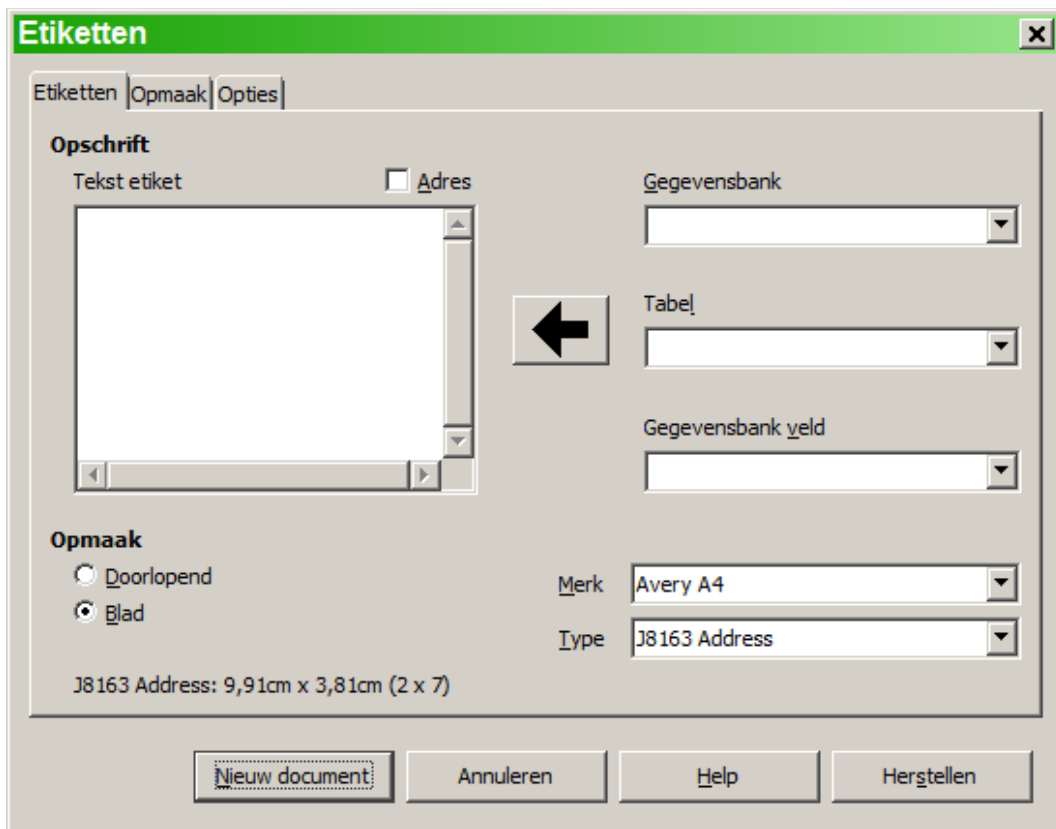 Etiketten
Etiketten Opmaak Opties
Opschrift
Tekst etiket Adres
Gegevensbank
Tabel
Gegevensbank veld
Opmaak
Doorlopend
Blad
Merk Avery A4
Type J8163 Address
J8163 Address: 9,91cm x 3,81cm (2 x 7)
Nieuw document Annuleren Help Herstellen